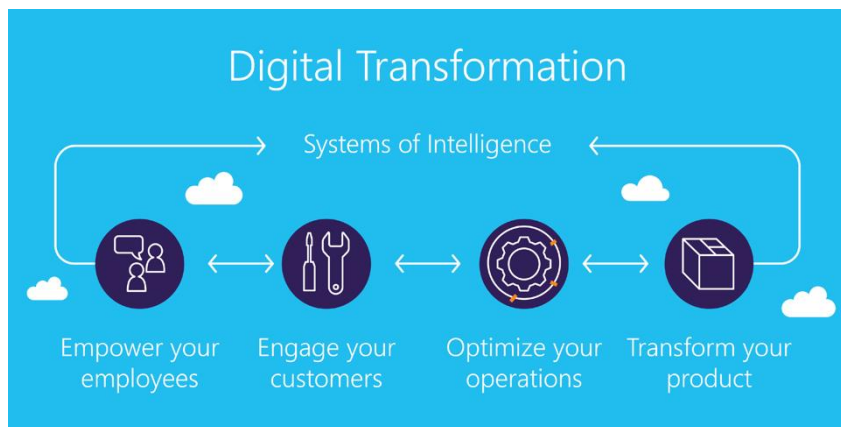 Digital Transformation
Systems of Intelligence
Empower your
employees
Engage your
customers
Optimize your
operations
Transform your
product